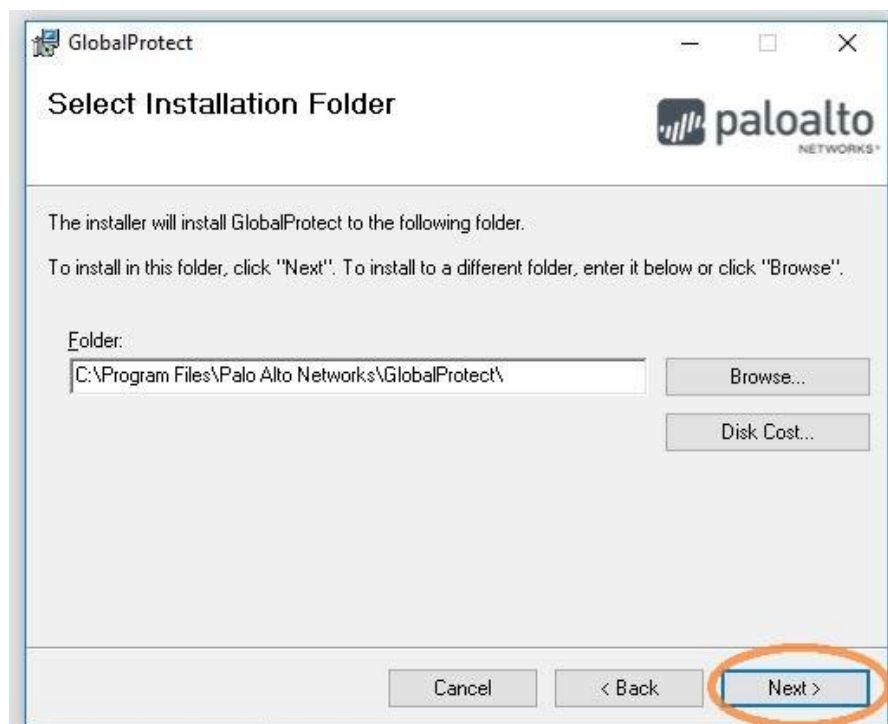 GlobalProtect
Select Installation Folder
paloalto
NETWORKS
The installer will install GlobalProtect to the following folder.
To install in this folder, click "Next". To install to a different folder, enter it below or click "Browse".
Folder:
C:\Program Files\Palo Alto Networks\GlobalProtect\
Browse...
Disk Cost...
Cancel
< Back
Next >